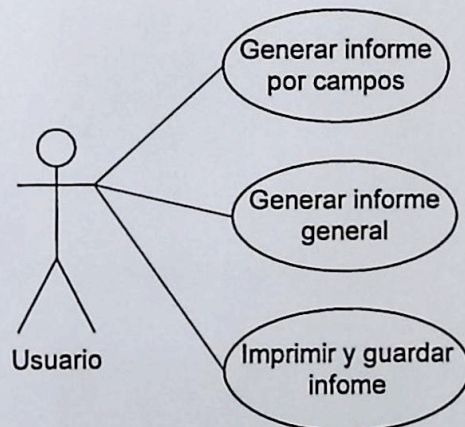 Generar informe
por campos
Generar informe
general
Usuario
Imprimir y guardar
infome